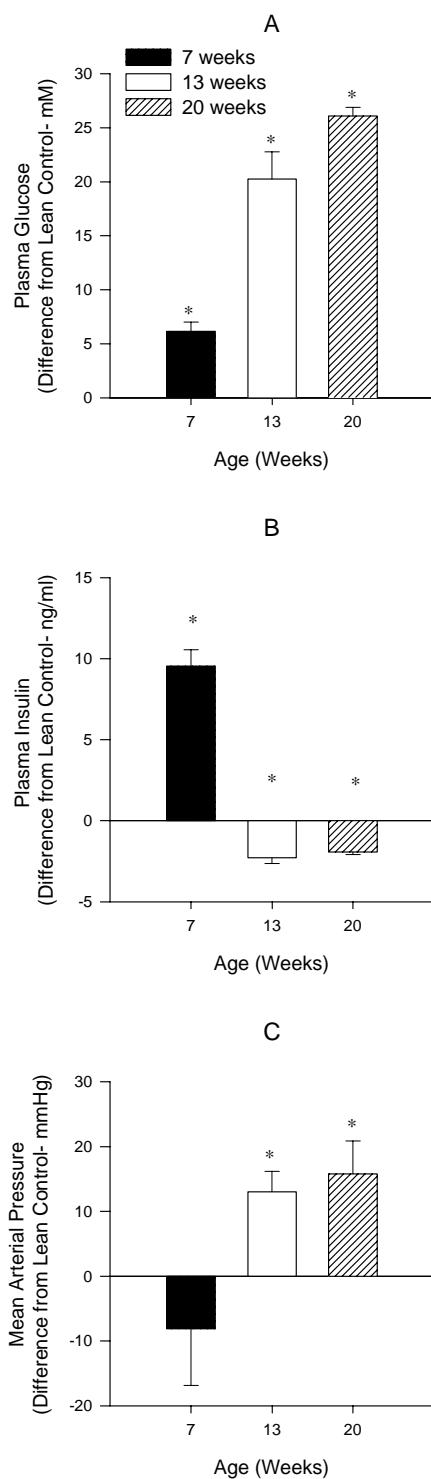 A
7 weeks
13 weeks
20 weeks
Plasma Glucose
(Difference from Lean Control- mM)
30
25
20
15
10
5
0
*
*
*
7 13 20
Age (Weeks)
B
Plasma Insulin
(Difference from Lean Control- ng/ml)
15
10
5
0
-5
*
*
*
7 13 20
Age (Weeks)
C
Mean Arterial Pressure
(Difference from Lean Control- mmHg)
30
20
10
0
-10
-20
*
*
7 13 20
Age (Weeks)